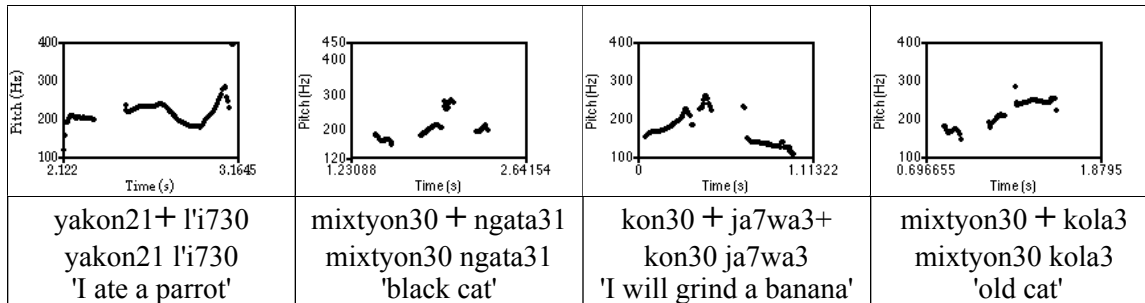 400
300
200
100
2.122
3.1645
Time (s)
Pitch (Hz)
450
300
200
120
1.23088
2.64154
Time (s)
Pitch (Hz)
400
300
200
100
0
1.11322
Time (s)
Pitch (Hz)
400
300
200
100
0.696655
1.8795
Time (s)
Pitch (Hz)
yakon21+ l'i730
yakon21 l'i730
'I ate a parrot'
mixtyon30 + ngata31
mixtyon30 ngata31
'black cat'
kon30 + ja7wa3+
kon30 ja7wa3
'I will grind a banana'
mixtyon30 + kola3
mixtyon30 kola3
'old cat'